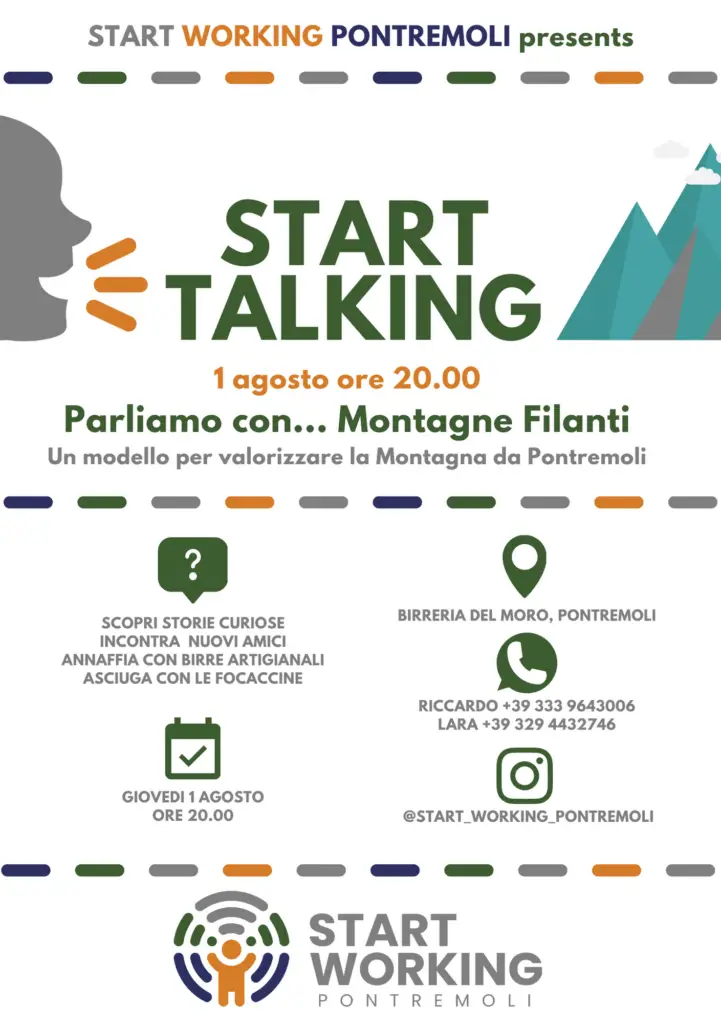 START WORKING PONTREMOLI presents
START
TALKING
1 agosto ore 20.00
Parliamo con... Montagne Filanti
Un modello per valorizzare la Montagna da Pontremoli
?
SCOPRI STORIE CURIOSE
INCONTRA NUOVI AMICI
ANNAFFIA CON BIRRE ARTIGIANALI
ASCIUGA CON LE FOCACCINE
GIOVEDI 1 AGOSTO
ORE 20.00
BIRRERIA DEL MORO, PONTREMOLI
RICCARDO +39 333 9643006
LARA +39 329 4432746
@START_WORKING_PONTREMOLI
START
WORKING
PONTREMOLI